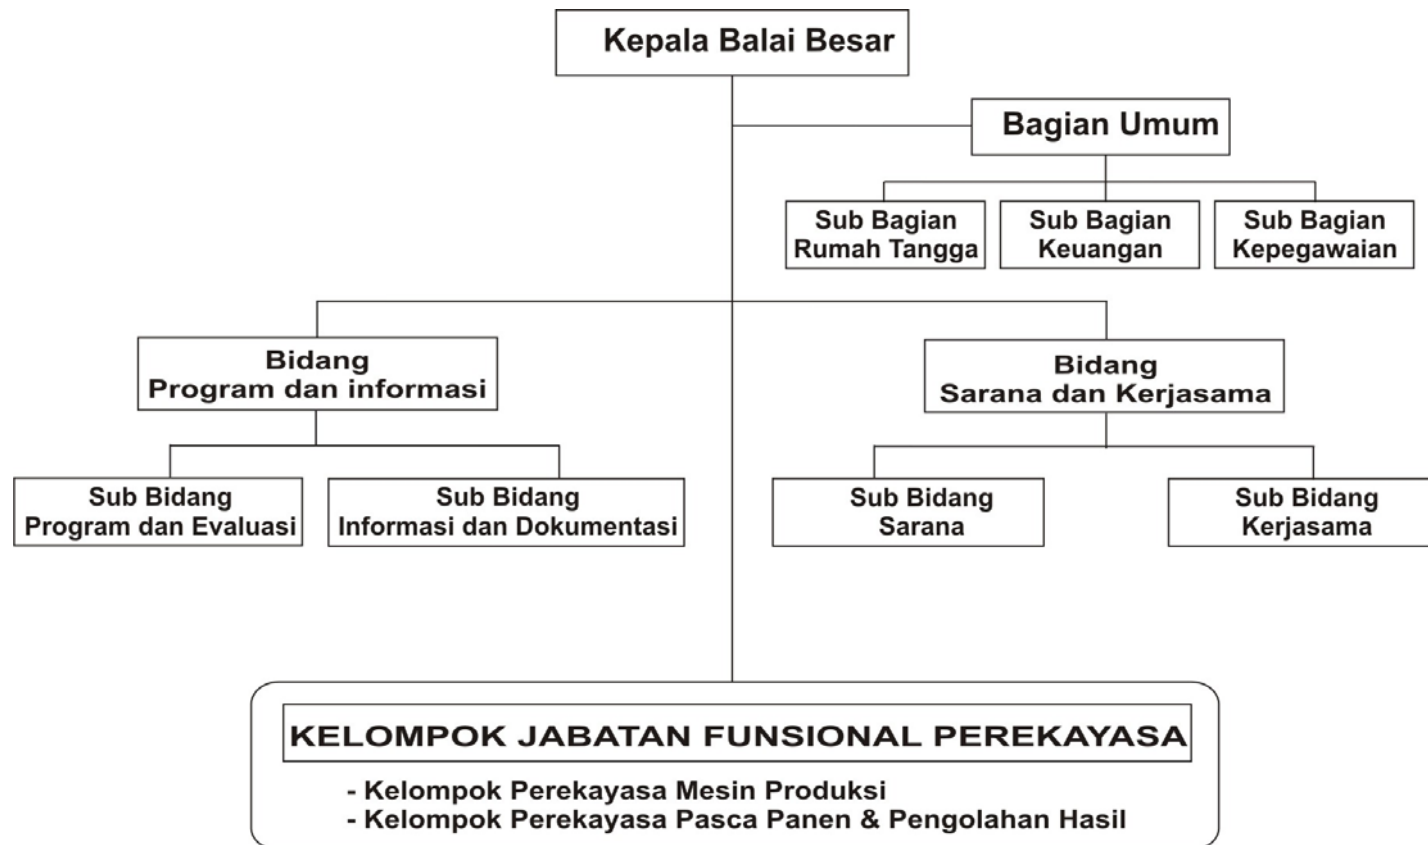 Kepala Balai Besar
Bagian Umum
Sub Bagian
Rumah Tangga
Sub Bagian
Keuangan
Sub Bagian
Kepegawaian
Bidang
Program dan informasi
Bidang
Sarana dan Kerjasama
Sub Bidang
Program dan Evaluasi
Sub Bidang
Informasi dan Dokumentasi
Sub Bidang
Sarana
Sub Bidang
Kerjasama
KELOMPOK JABATAN FUNSIONAL PEREKAYASA
- Kelompok Perekayasa Mesin Produksi
- Kelompok Perekayasa Pasca Panen & Pengolahan Hasil